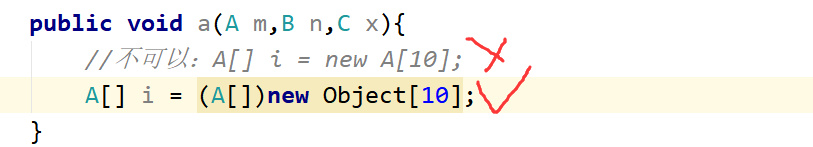 public void a(A m,B n,C x){
//不可以：A[] i = new A[10];
A[] i = (A[])new Object[10];
}